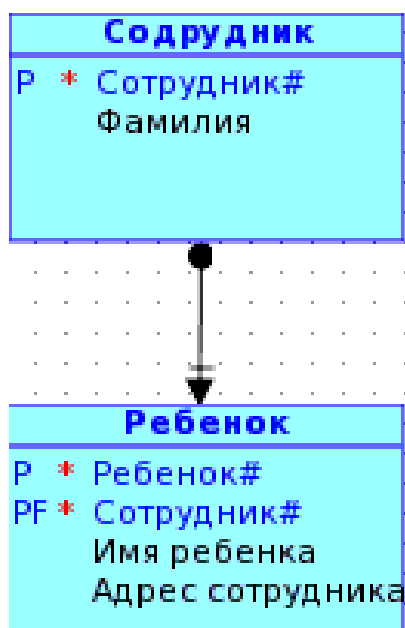 Содрудник
P * Сотрудник#
Фамилия
Ребенок
P * Ребенок#
PF * Сотрудник#
Имя ребенка
Адрес сотрудника